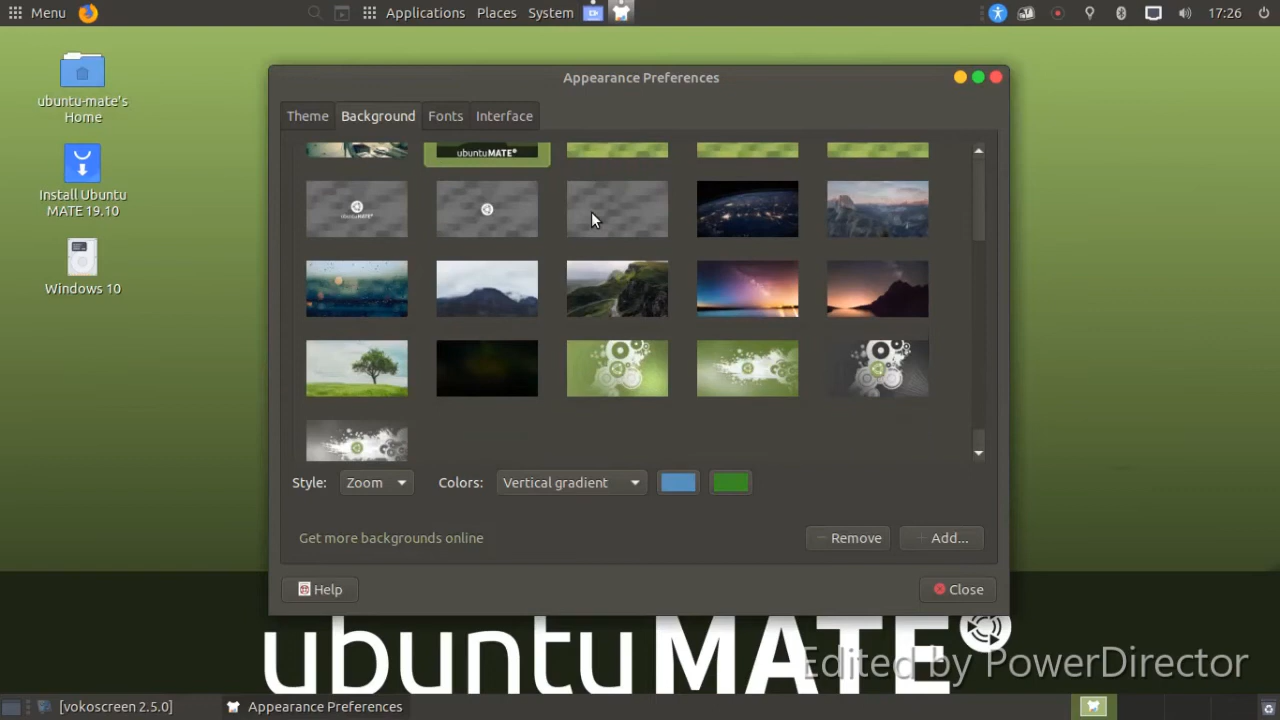 Menu Applications Places System 17:26
ubuntu-mate's
Home
Install Ubuntu
MATE 19.10
Windows 10
Appearance Preferences
Theme Background Fonts Interface
ubuntuMATE
ubuntuMATE
Style: Zoom Colors: Vertical gradient
Get more backgrounds online Remove Add...
Help Close
ubuntuMATE
Edited by PowerDirector
[vokoscreen 2.5.0] Appearance Preferences